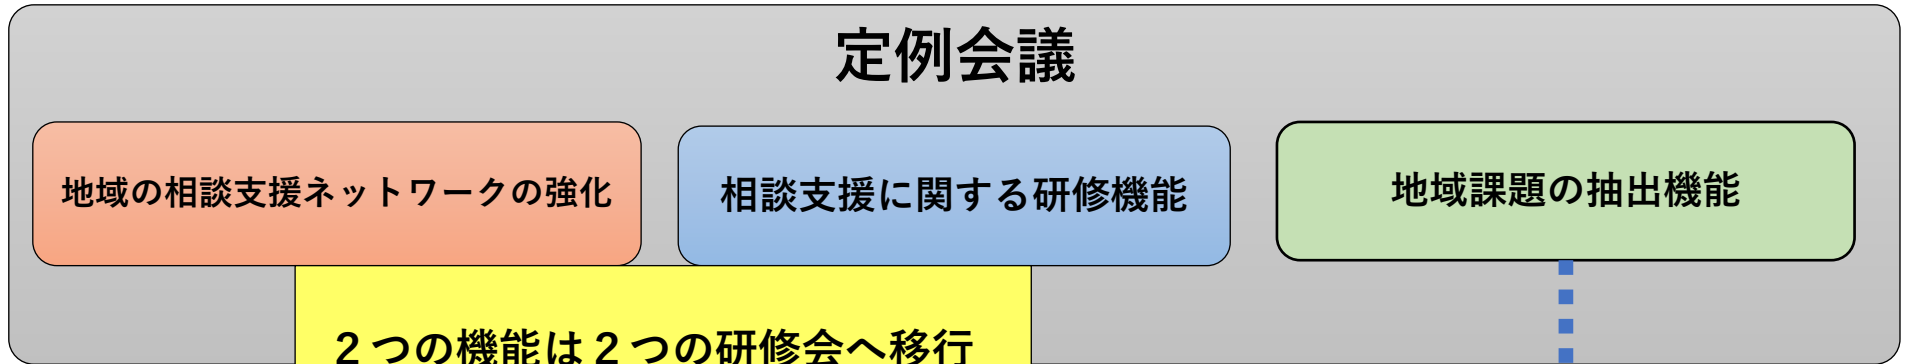 定例会議
地域の相談支援ネットワークの強化
相談支援に関する研修機能
地域課題の抽出機能
２つの機能は２つの研修会へ移行